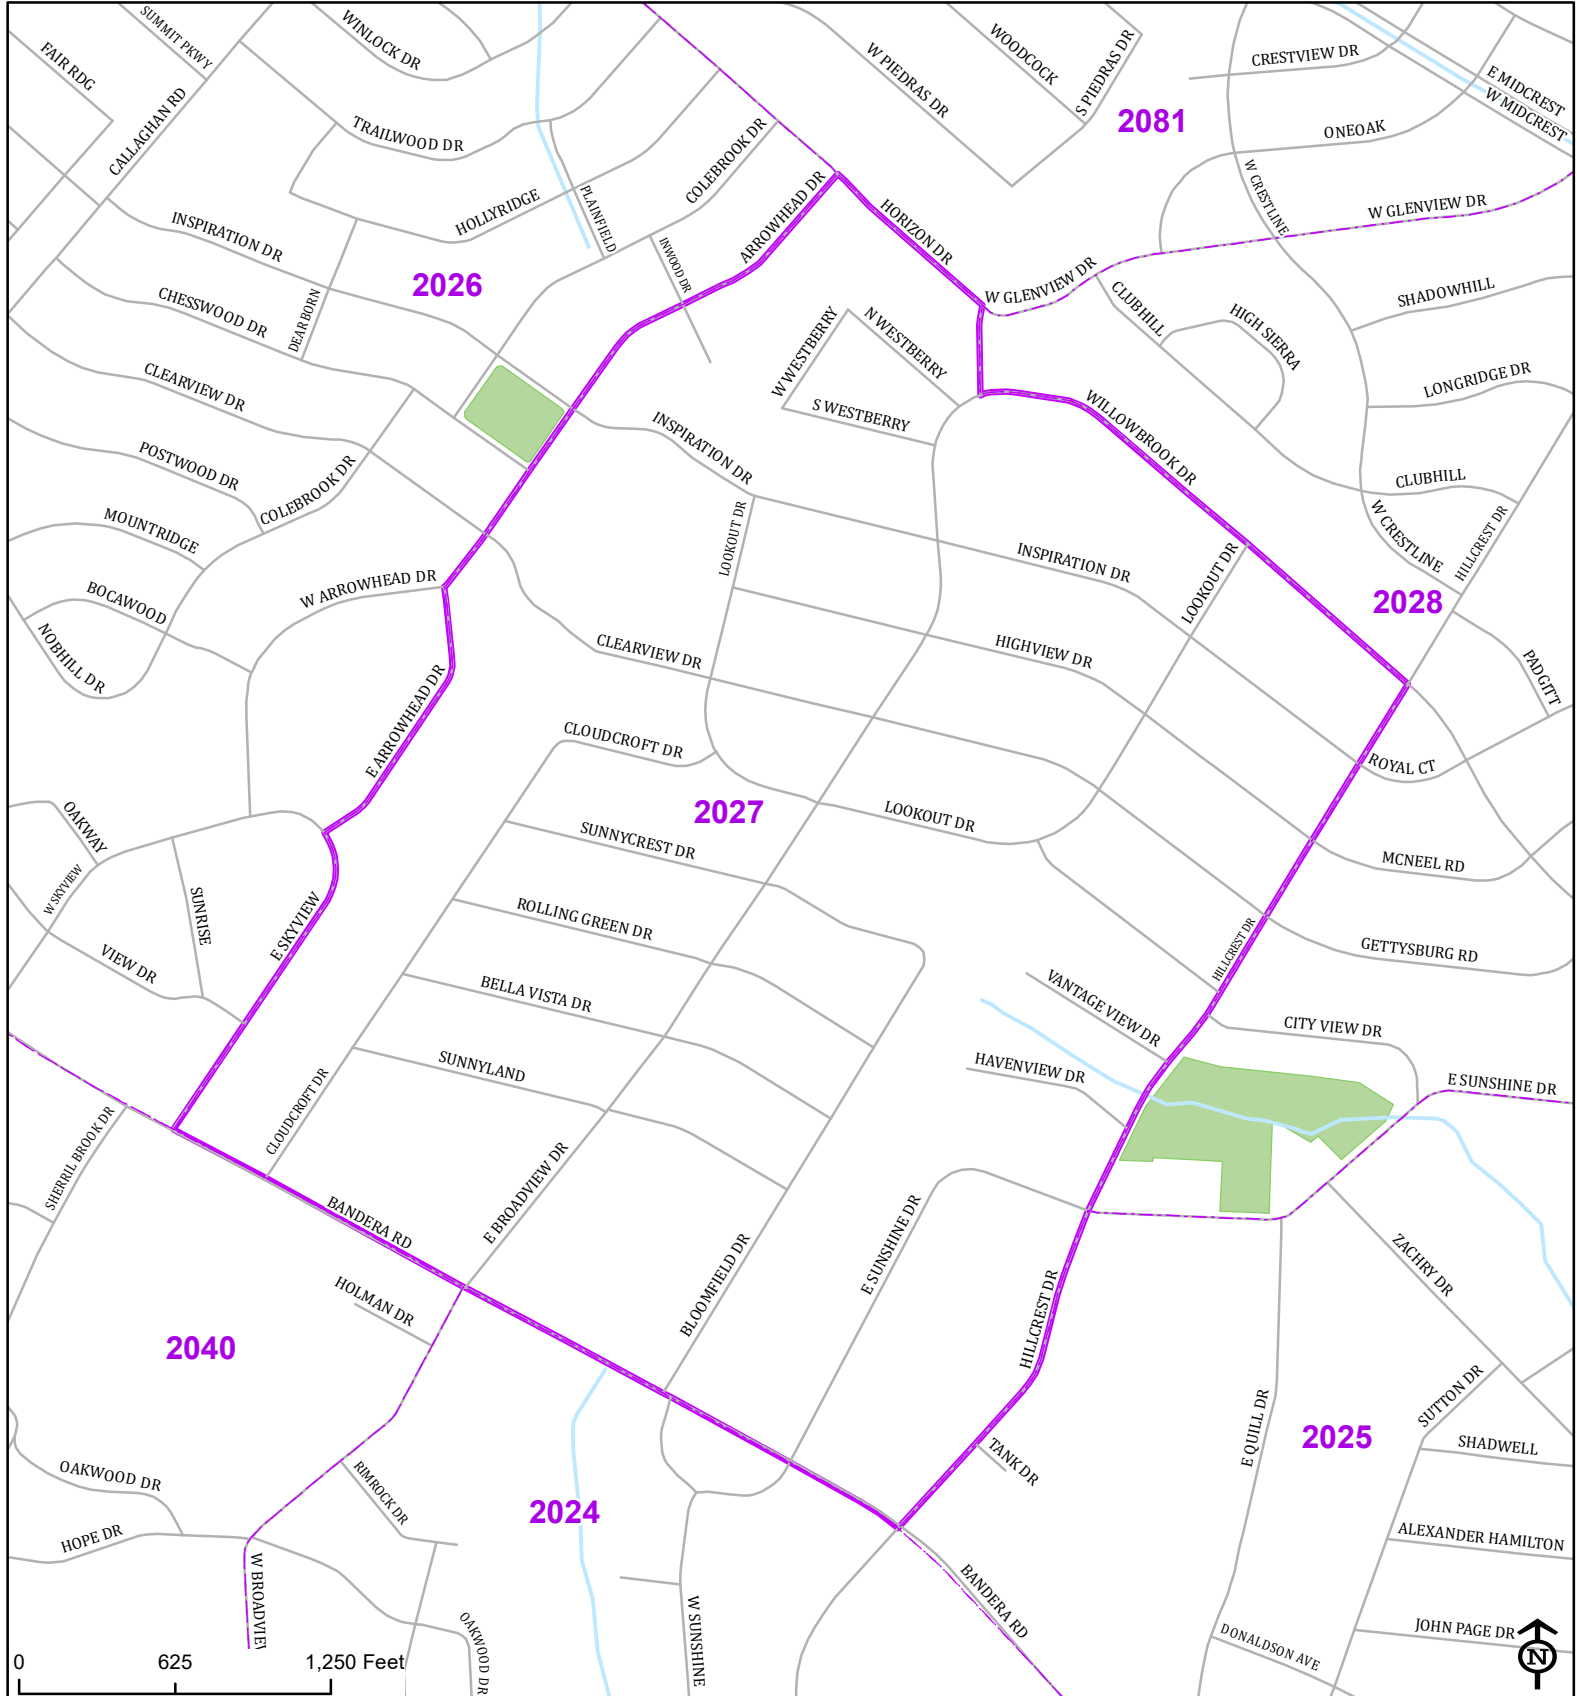 SUMMIT PKWY
FAIR RDG
WINLOCK DR
CALLAGHAN RD
TRAILWOOD DR
W PIEDRAS DR
WOODCOCK
S PIEDRAS DR
CRESTVIEW DR
E MIDCREST
W MIDCREST
2081
ONEOAK
W CRESTLINE
W GLENVIEW DR
COLEBROOK DR
HOLLYRIDGE
PLAINFIELD
INWOOD DR
ARROWHEAD DR
HORIZON DR
INSPIRATION DR
2026
CHESSWOOD DR
DEARBORN
W GLENVIEW DR
CLUBHILL
HIGH SIERRA
SHADOWHILL
W WESTBERRY
N WESTBERRY
S WESTBERRY
CLEARVIEW DR
LONGRIDGE DR
WILLOWBROOK DR
INSPIRATION DR
POSTWOOD DR
COLEBROOK DR
CLUBHILL
MOUNTRIDGE
LOOKOUT DR
W CRESTLINE
HILLCREST DR
INSPIRATION DR
LOOKOUT DR
W ARROWHEAD DR
BOCAWOOD
2028
NOBHILL DR
CLEARVIEW DR
HIGHVIEW DR
PADGITT
E ARROWHEAD DR
CLOUDCROFT DR
ROYAL CT
OAKWAY
2027
LOOKOUT DR
SUNNYCREST DR
MCNEEL RD
W SKYVIEW
SUNRISE
E SKYVIEW
ROLLING GREEN DR
HILLCREST DR
GETTYSBURG RD
VIEW DR
BELLA VISTA DR
VANTAGE VIEW DR
CITY VIEW DR
SUNNYLAND
HAVENVIEW DR
E SUNSHINE DR
CLOUDCROFT DR
SHERRIL BROOK DR
BANDERA RD
E BROADVIEW DR
E SUNSHINE DR
ZACHRY DR
HOLMAN DR
BLOOMFIELD DR
HILLCREST DR
2040
SUTTON DR
E QUILL DR
2025
SHADWELL
OAKWOOD DR
RIMROCK DR
TANK DR
2024
HOPE DR
ALEXANDER HAMILTON
W BROADVIE
BANDERA RD
W SUNSHINE
OAKWOOD DR
DONALDSON AVE
JOHN PAGE DR
N
0 625 1,250 Feet